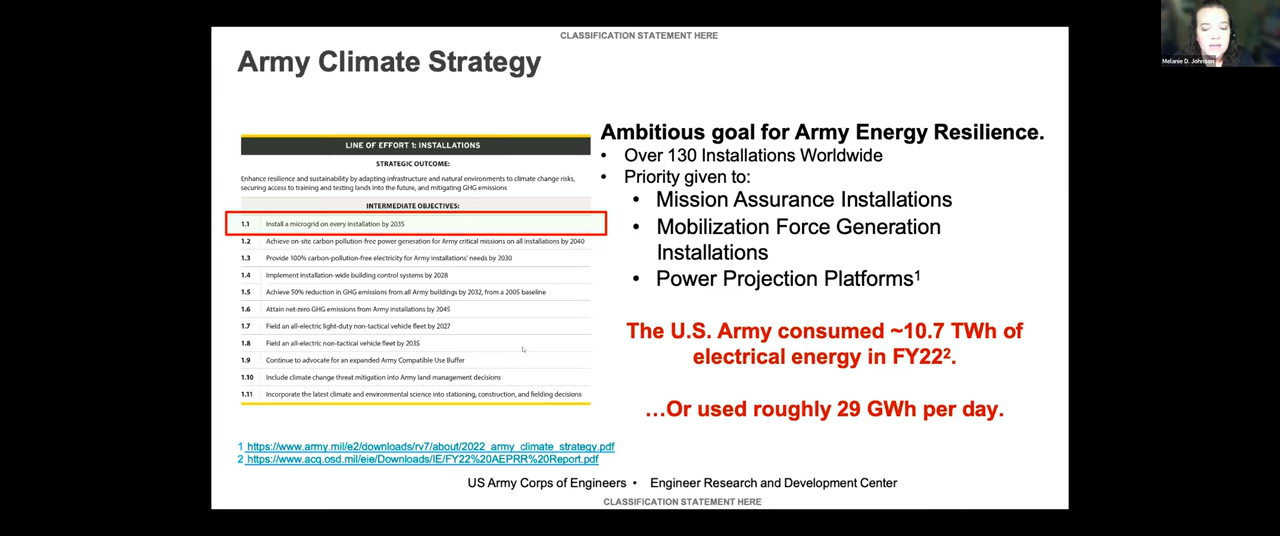 CLASSIFICATION STATEMENT HERE
Melanie D. Johnson
Army Climate Strategy
LINE OF EFFORT 1: INSTALLATIONS
STRATEGIC OUTCOME:
Enhance resilience and sustainability by adapting infrastructure and natural environments to climate change risks,
securing access to training and testing lands into the future, and mitigating GHG emissions
INTERMEDIATE OBJECTIVES:
1.1 Install a microgrid on every installation by 2035
1.2 Achieve on-site carbon pollution-free power generation for Army critical missions on all installations by 2040
1.3 Provide 100% carbon-pollution-free electricity for Army installations' needs by 2030
1.4 Implement installation-wide building control systems by 2028
1.5 Achieve 50% reduction in GHG emissions from all Army buildings by 2032, from a 2005 baseline
1.6 Attain net-zero GHG emissions from Army installations by 2045
1.7 Field an all-electric light-duty non-tactical vehicle fleet by 2027
1.8 Field an all-electric non-tactical vehicle fleet by 2035
1.9 Continue to advocate for an expanded Army Compatible Use Buffer
1.10 Include climate change threat mitigation into Army land management decisions
1.11 Incorporate the latest climate and environmental science into stationing, construction, and fielding decisions
Ambitious goal for Army Energy Resilience.
• Over 130 Installations Worldwide
• Priority given to:
• Mission Assurance Installations
• Mobilization Force Generation
Installations
• Power Projection Platforms¹
The U.S. Army consumed ~10.7 TWh of
electrical energy in FY22².
…Or used roughly 29 GWh per day.
1 https://www.army.mil/e2/downloads/rv7/about/2022_army_climate_strategy.pdf
2 https://www.acq.osd.mil/eie/Downloads/IE/FY22%20AEPRR%20Report.pdf
US Army Corps of Engineers • Engineer Research and Development Center
CLASSIFICATION STATEMENT HERE